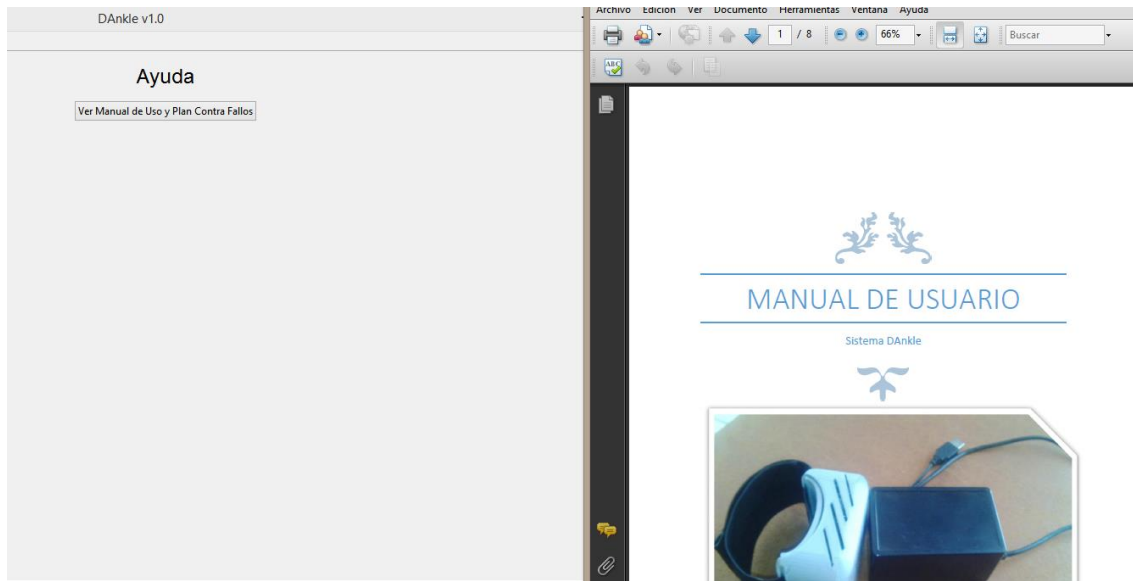 DAnkle v1.0
Ayuda
Ver Manual de Uso y Plan Contra Fallos
Archivo Edición Ver Documento Herramientas Ventana Ayuda
1 / 8 66% Buscar
ABC
MANUAL DE USUARIO
Sistema DAnkle